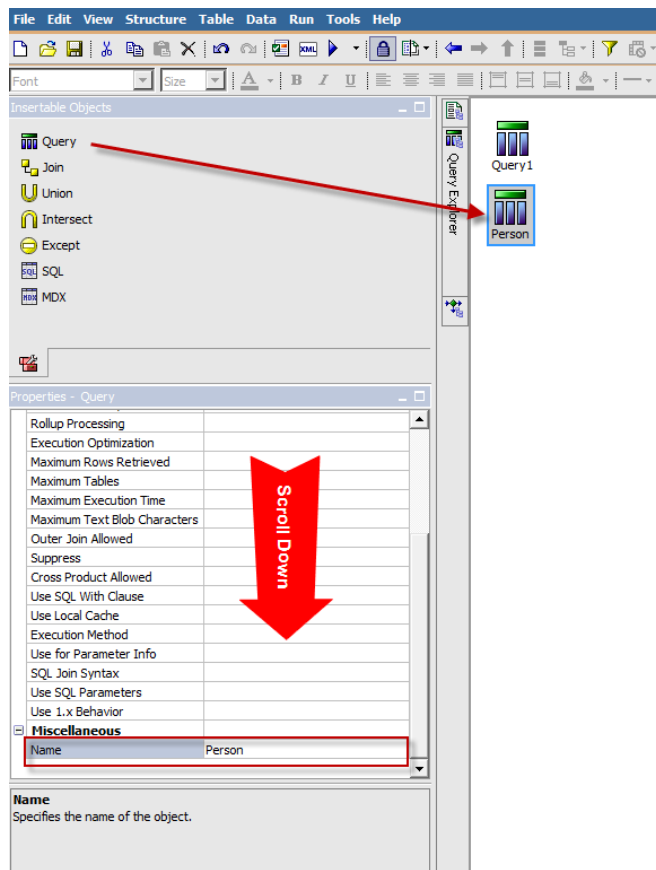 File Edit View Structure Table Data Run Tools Help
Font Size A B I U
Insertable Objects
Query
Join
Union
Intersect
Except
SQL SQL
MDX MDX
Query Explorer
Query1
Person
Properties - Query
Rollup Processing
Execution Optimization
Maximum Rows Retrieved
Maximum Tables
Maximum Execution Time
Maximum Text Blob Characters
Outer Join Allowed
Suppress
Cross Product Allowed
Use SQL With Clause
Use Local Cache
Execution Method
Use for Parameter Info
SQL Join Syntax
Use SQL Parameters
Use 1.x Behavior
Miscellaneous
Name Person
Scroll Down
Name
Specifies the name of the object.